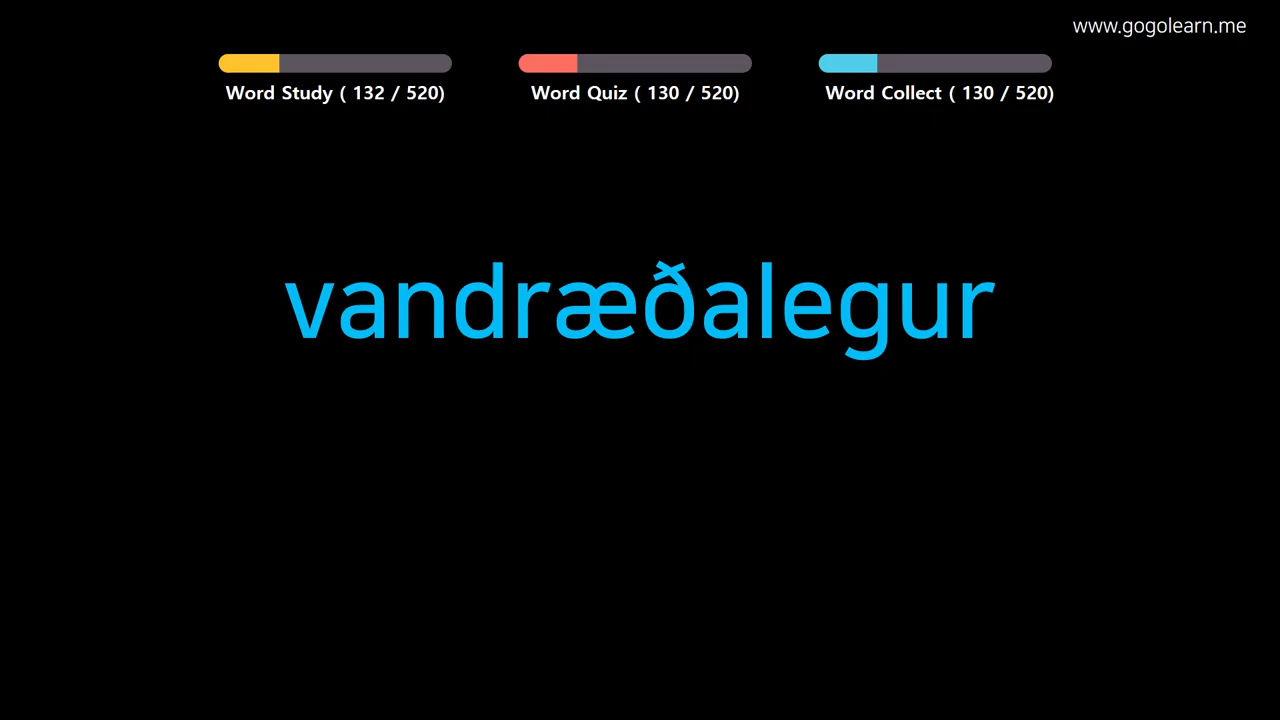 www.gogolearn.me
Word Study ( 132 / 520)
Word Quiz ( 130 / 520)
Word Collect ( 130 / 520)
vandræðalegur